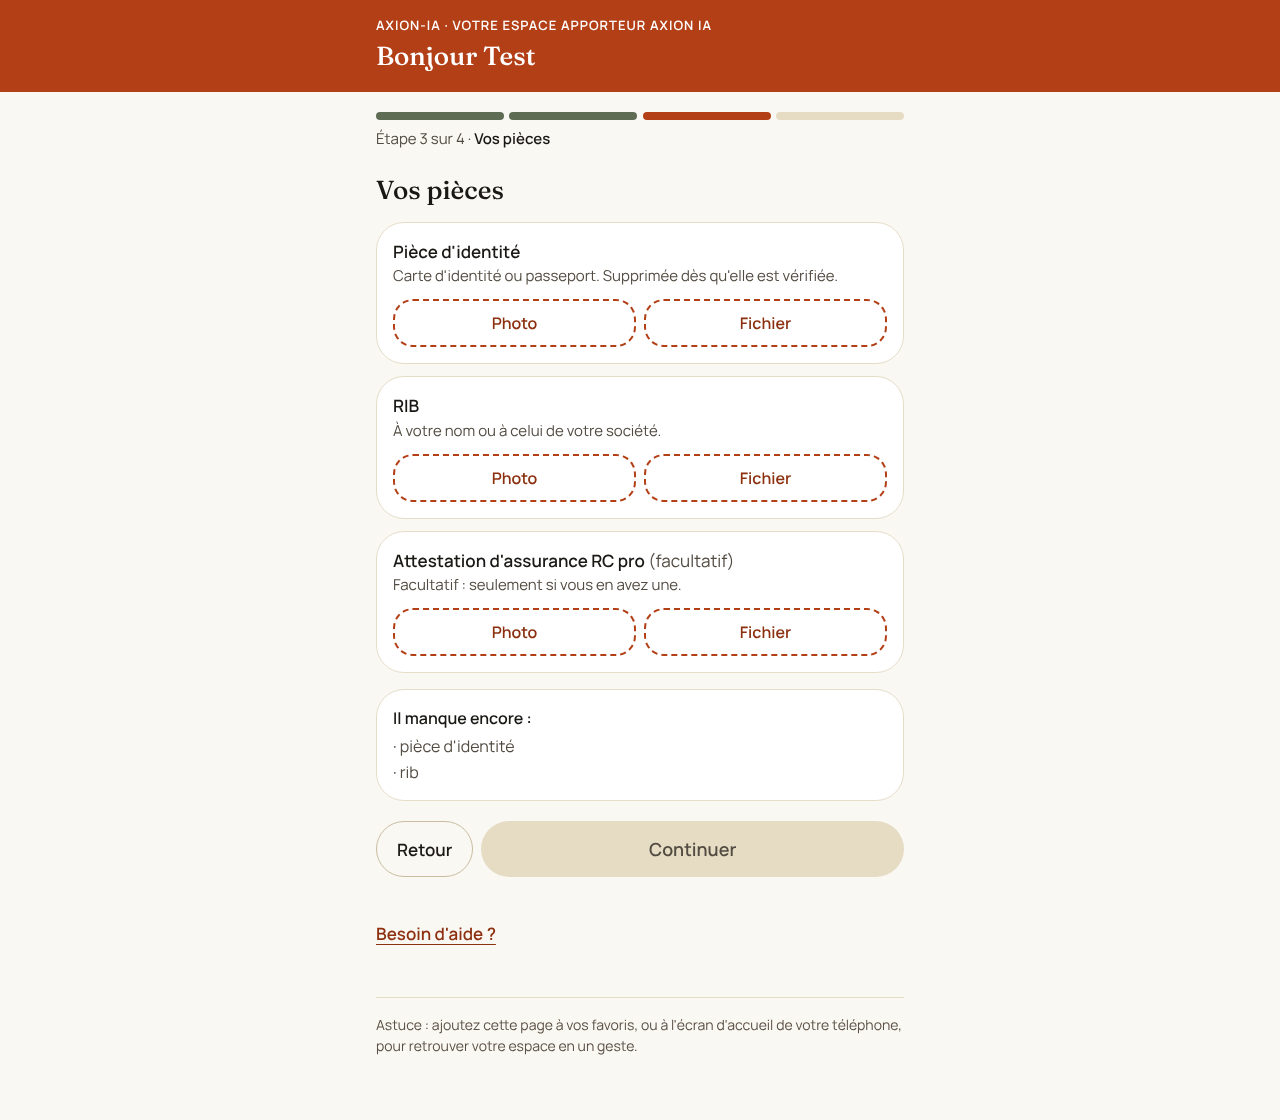 AXION-IA · VOTRE ESPACE APPORTEUR AXION IA
Bonjour Test
Étape 3 sur 4 · Vos pièces
Vos pièces
Pièce d'identité
Carte d'identité ou passeport. Supprimée dès qu'elle est vérifiée.
Photo Fichier
RIB
À votre nom ou à celui de votre société.
Photo Fichier
Attestation d'assurance RC pro (facultatif)
Facultatif : seulement si vous en avez une.
Photo Fichier
Il manque encore :
· pièce d'identité
· rib
Retour Continuer
Besoin d'aide ?
Astuce : ajoutez cette page à vos favoris, ou à l'écran d'accueil de votre téléphone,
pour retrouver votre espace en un geste.